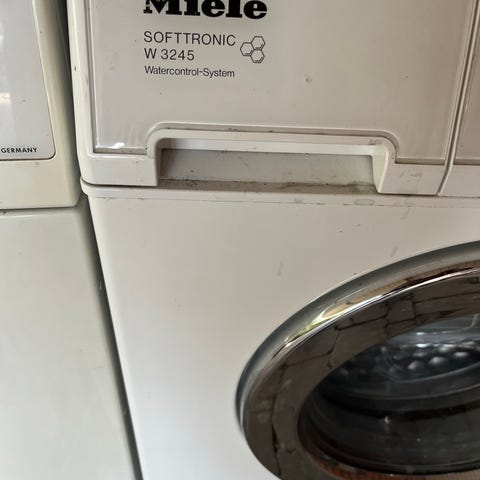 Miele
SOFTTRONIC
W 3245
Watercontrol-System
GERMANY